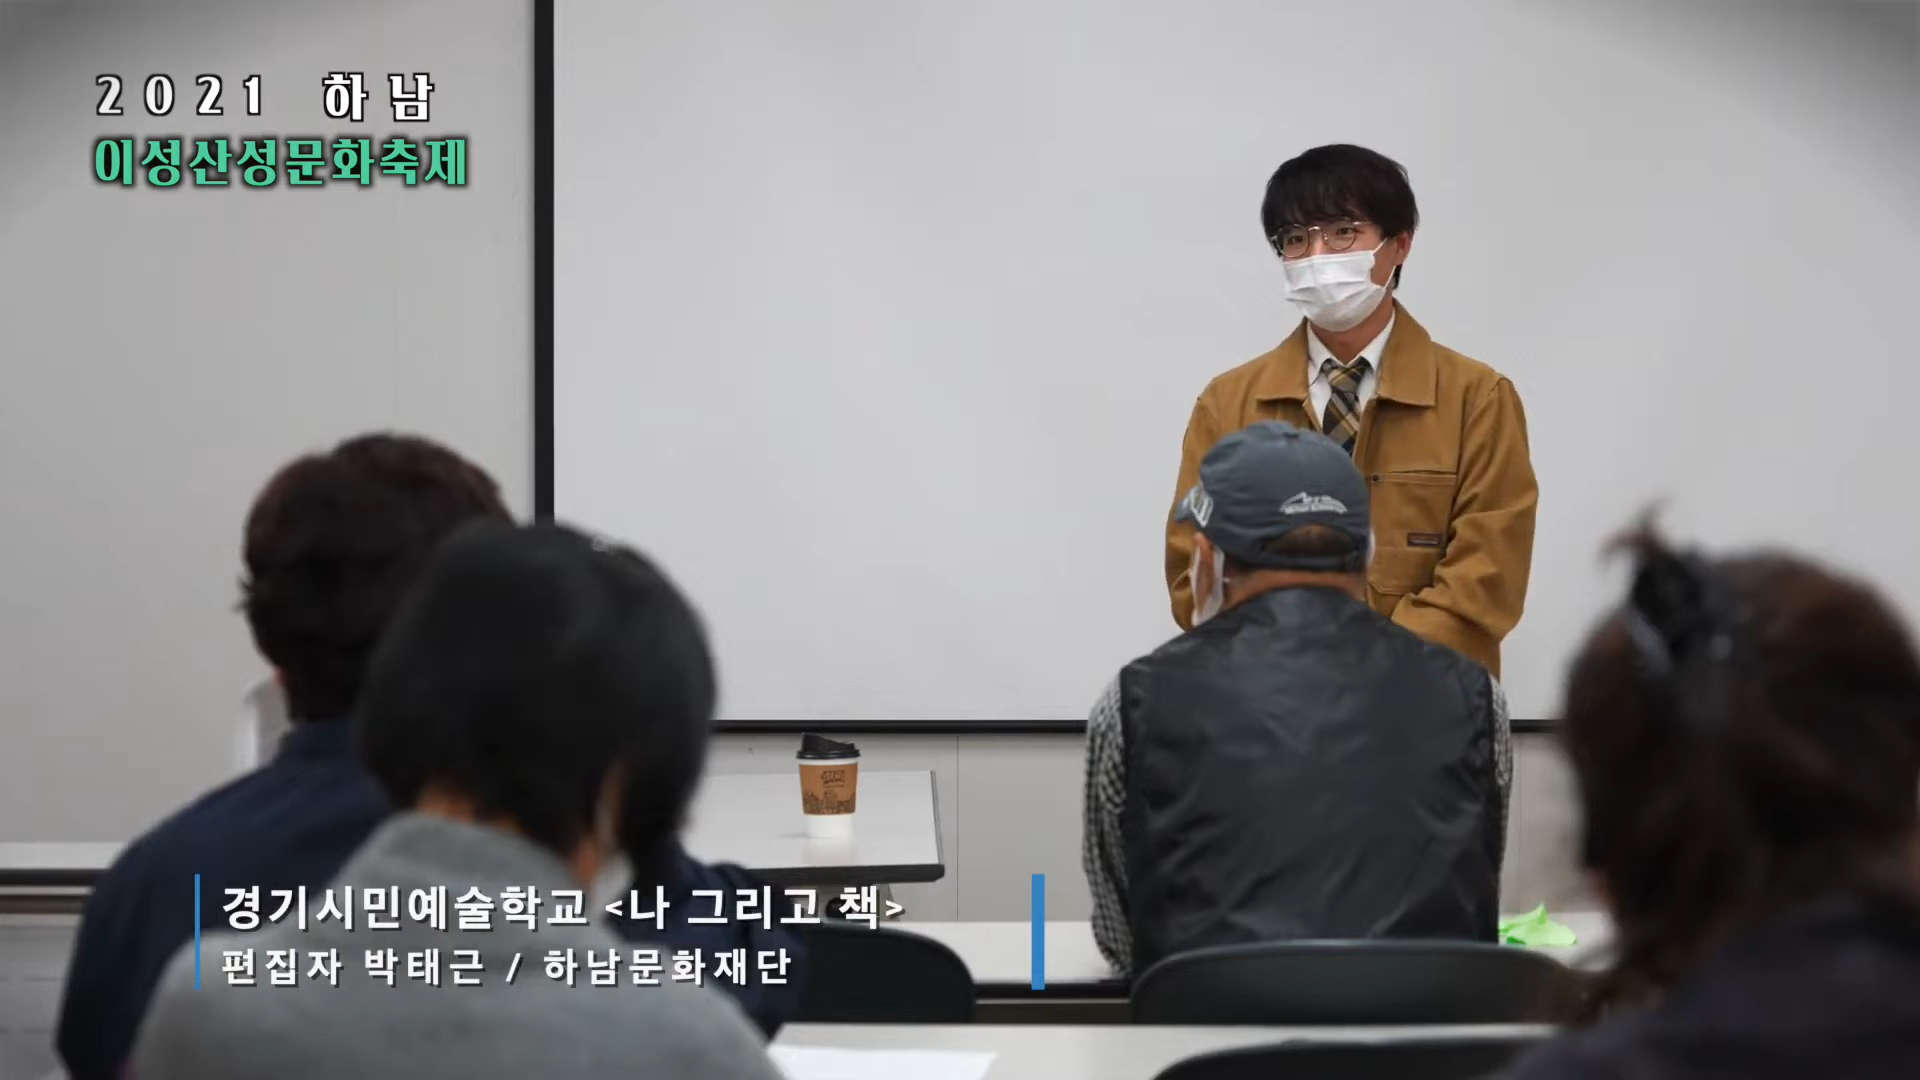 2021 하남
이성산성문화축제
경기시민예술학교 <나 그리고 책>
편집자 박태근 / 하남문화재단